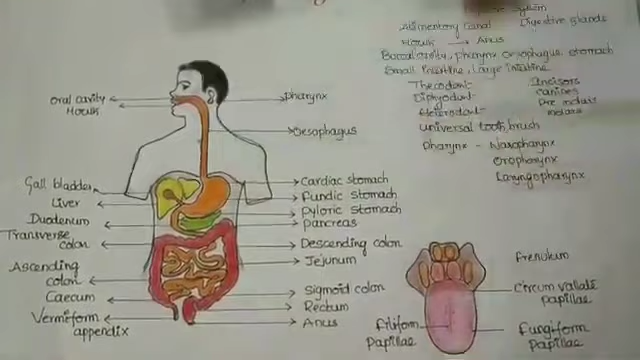 System
Alimentary Canal Digestive glands
Mouth → Anus
Buccal cavity, pharynx oesophagus stomach
Small intestine, Large intestine
Thecodont
Diphyodont
Heterodont
Incisors
canines
Pre molars
molars
universal tooth brush
Pharynx - Nasopharynx
Oropharynx
Laryngopharynx
Oral cavity
Mouth
Pharynx
Oesophagus
Gall bladder
Liver
Duodenum
Transverse
colon
Ascending
colon
Caecum
Vermiform
appendix
Cardiac stomach
Fundic stomach
Pyloric stomach
Pancreas
Descending colon
Jejunum
Sigmoid colon
Rectum
Anus
Frenulum
Circum vallate
papillae
Filiform
papillae
Fungiform
papillae